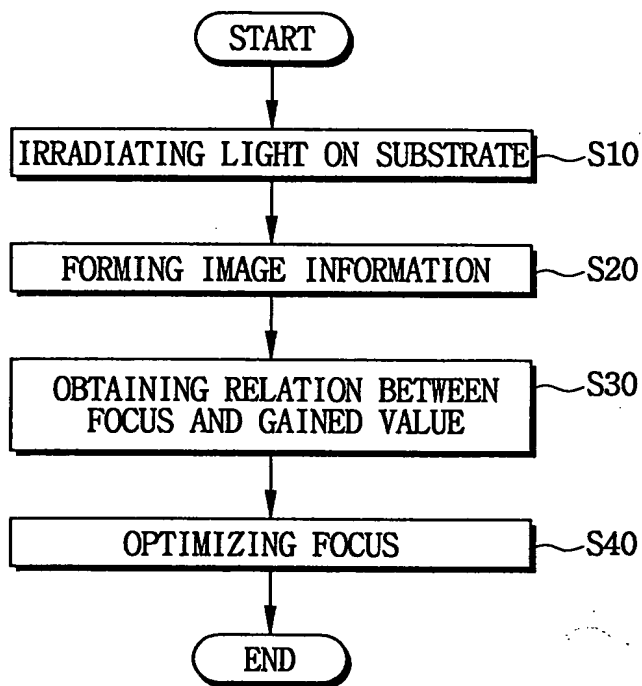 START
IRRADIATING LIGHT ON SUBSTRATE
S10
FORMING IMAGE INFORMATION
S20
OBTAINING RELATION BETWEEN
FOCUS AND GAINED VALUE
S30
OPTIMIZING FOCUS
S40
END